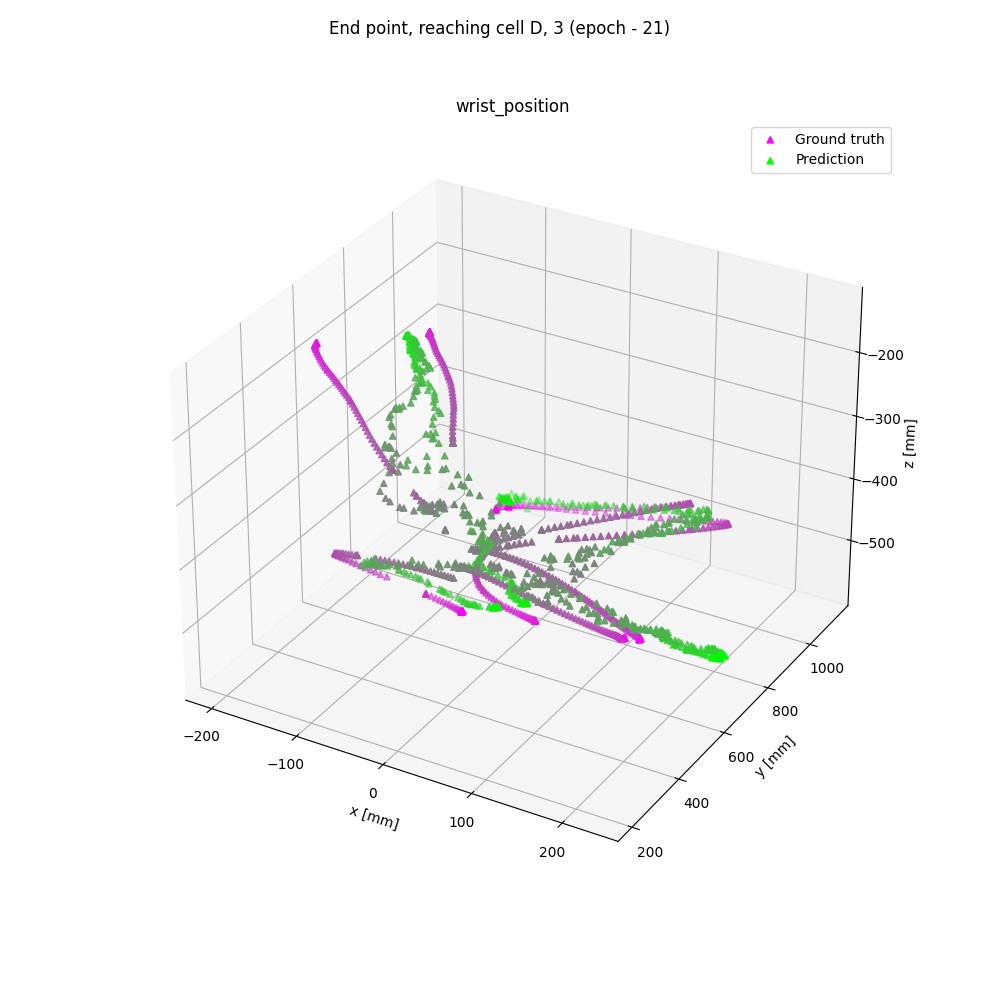 End point, reaching cell D, 3 (epoch - 21)
wrist_position
Ground truth
Prediction
−200
−300
−400
−500
z [mm]
1000
800
600
400
200
y [mm]
−200
−100
0
100
200
x [mm]